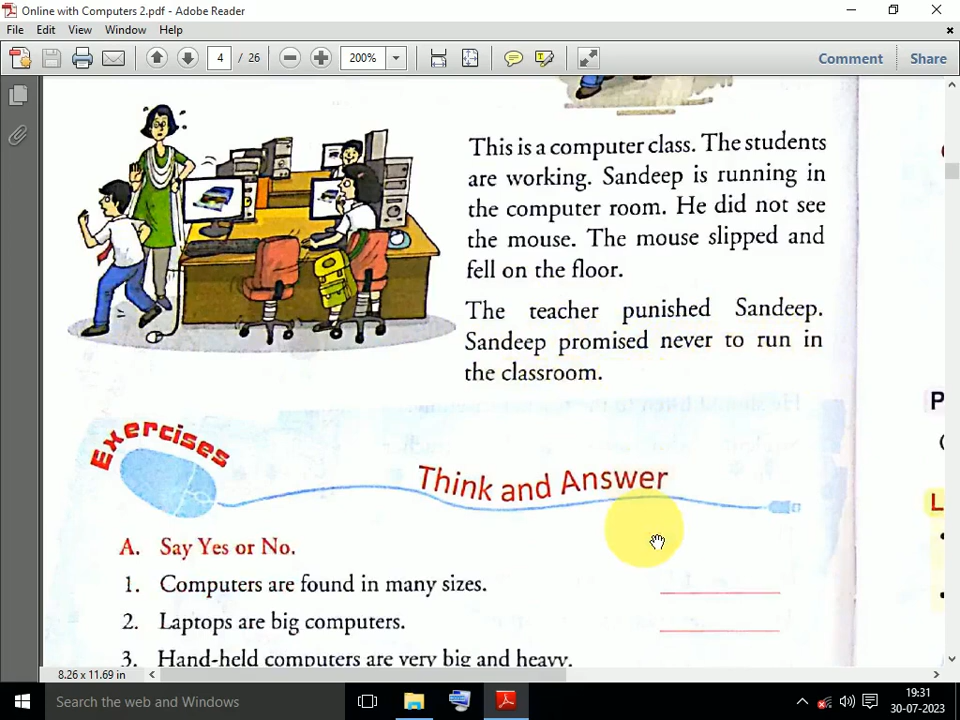 Online with Computers 2.pdf - Adobe Reader
File Edit View Window Help
4 / 26 200% Comment Share
This is a computer class. The students
are working. Sandeep is running in
the computer room. He did not see
the mouse. The mouse slipped and
fell on the floor.
The teacher punished Sandeep.
Sandeep promised never to run in
the classroom.
Exercises
Think and Answer
A. Say Yes or No.
1. Computers are found in many sizes.
2. Laptops are big computers.
3. Hand-held computers are very big and heavy.
P
L
8.26 x 11.69 in
Search the web and Windows
19:31
30-07-2023